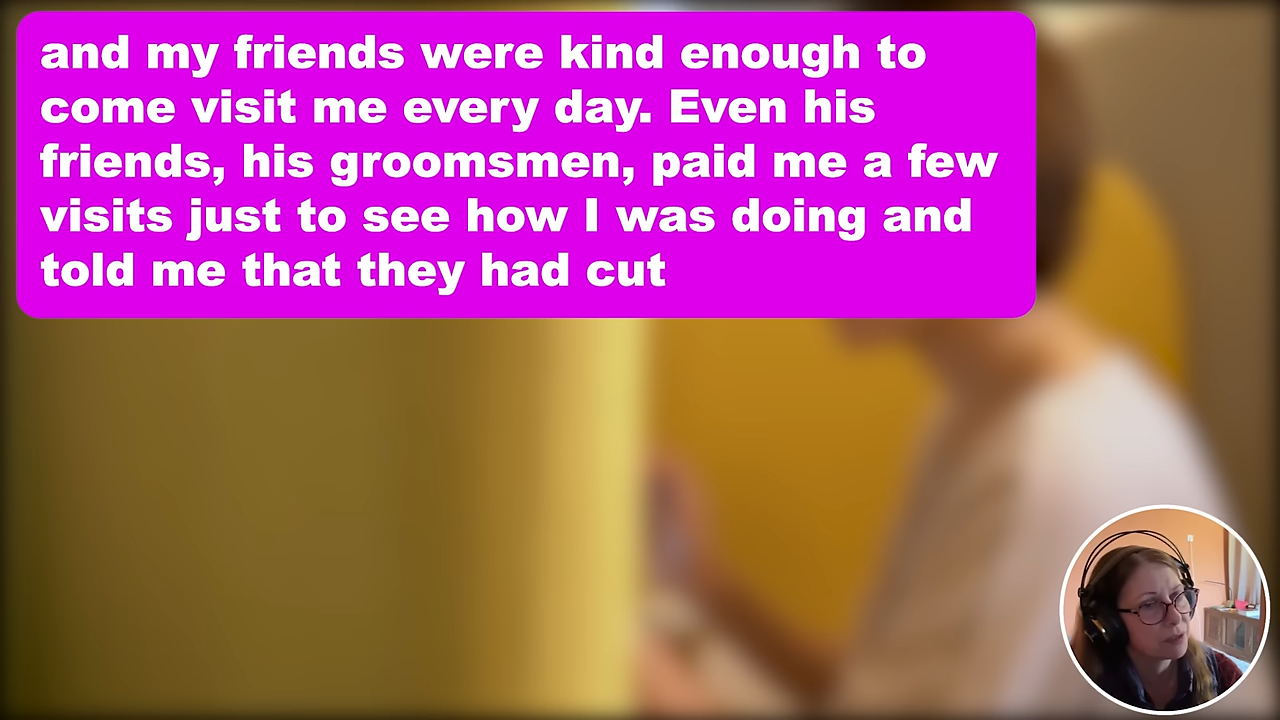 and my friends were kind enough to
come visit me every day. Even his
friends, his groomsmen, paid me a few
visits just to see how I was doing and
told me that they had cut